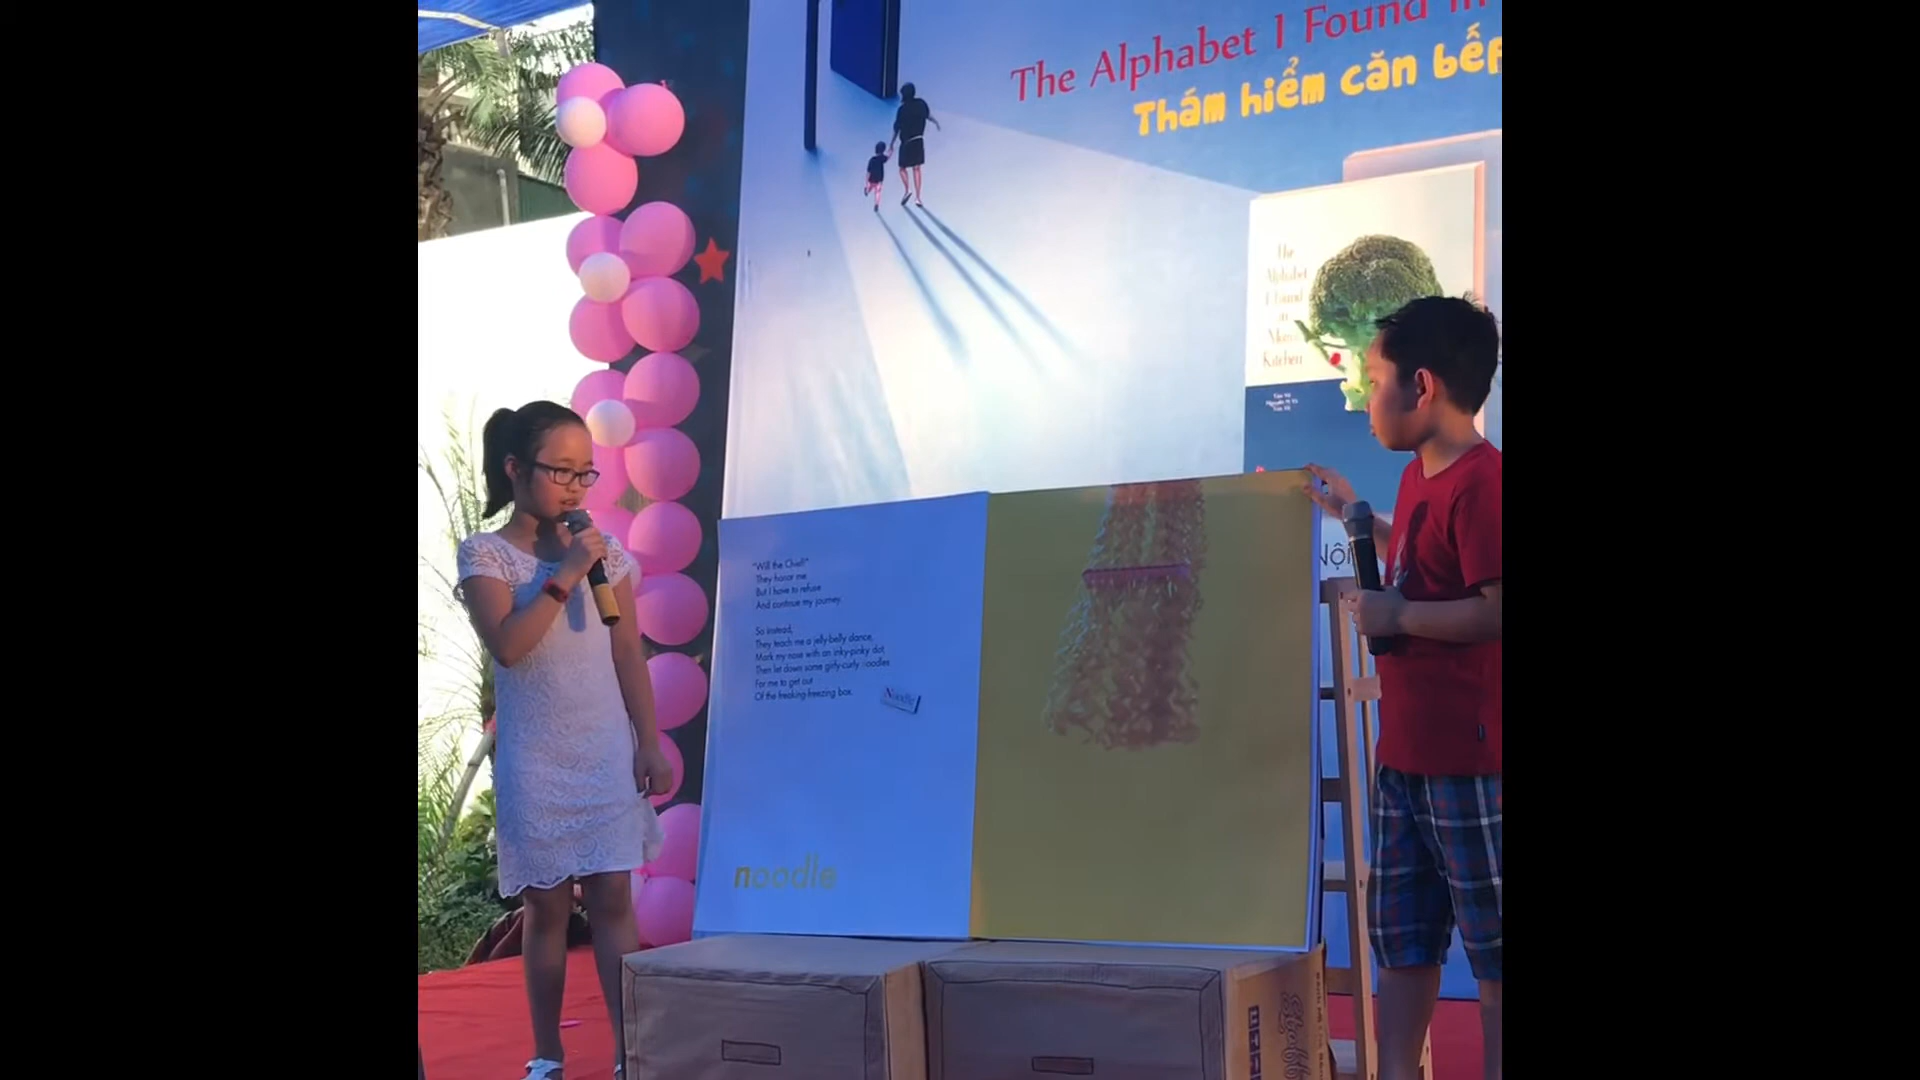 The Alphabet I Found in
Thám hiểm căn bếp
The
Alphabet
I Found
in
Mom's
Kitchen
"Will the Chief!"
They honor me
But I have to refuse
And continue my journey.
So instead,
They teach me a jelly-belly dance,
Mark my nose with an inky-pinky dot,
Then let down some girly-curly noodles
For me to get out
Of the freaking-freezing box.
Noodle
noodle